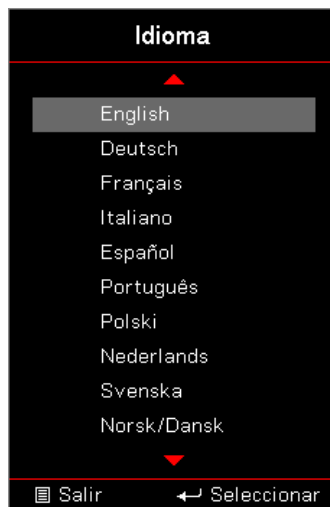 Idioma
English
Deutsch
Français
Italiano
Español
Português
Polski
Nederlands
Svenska
Norsk/Dansk
Salir Seleccionar